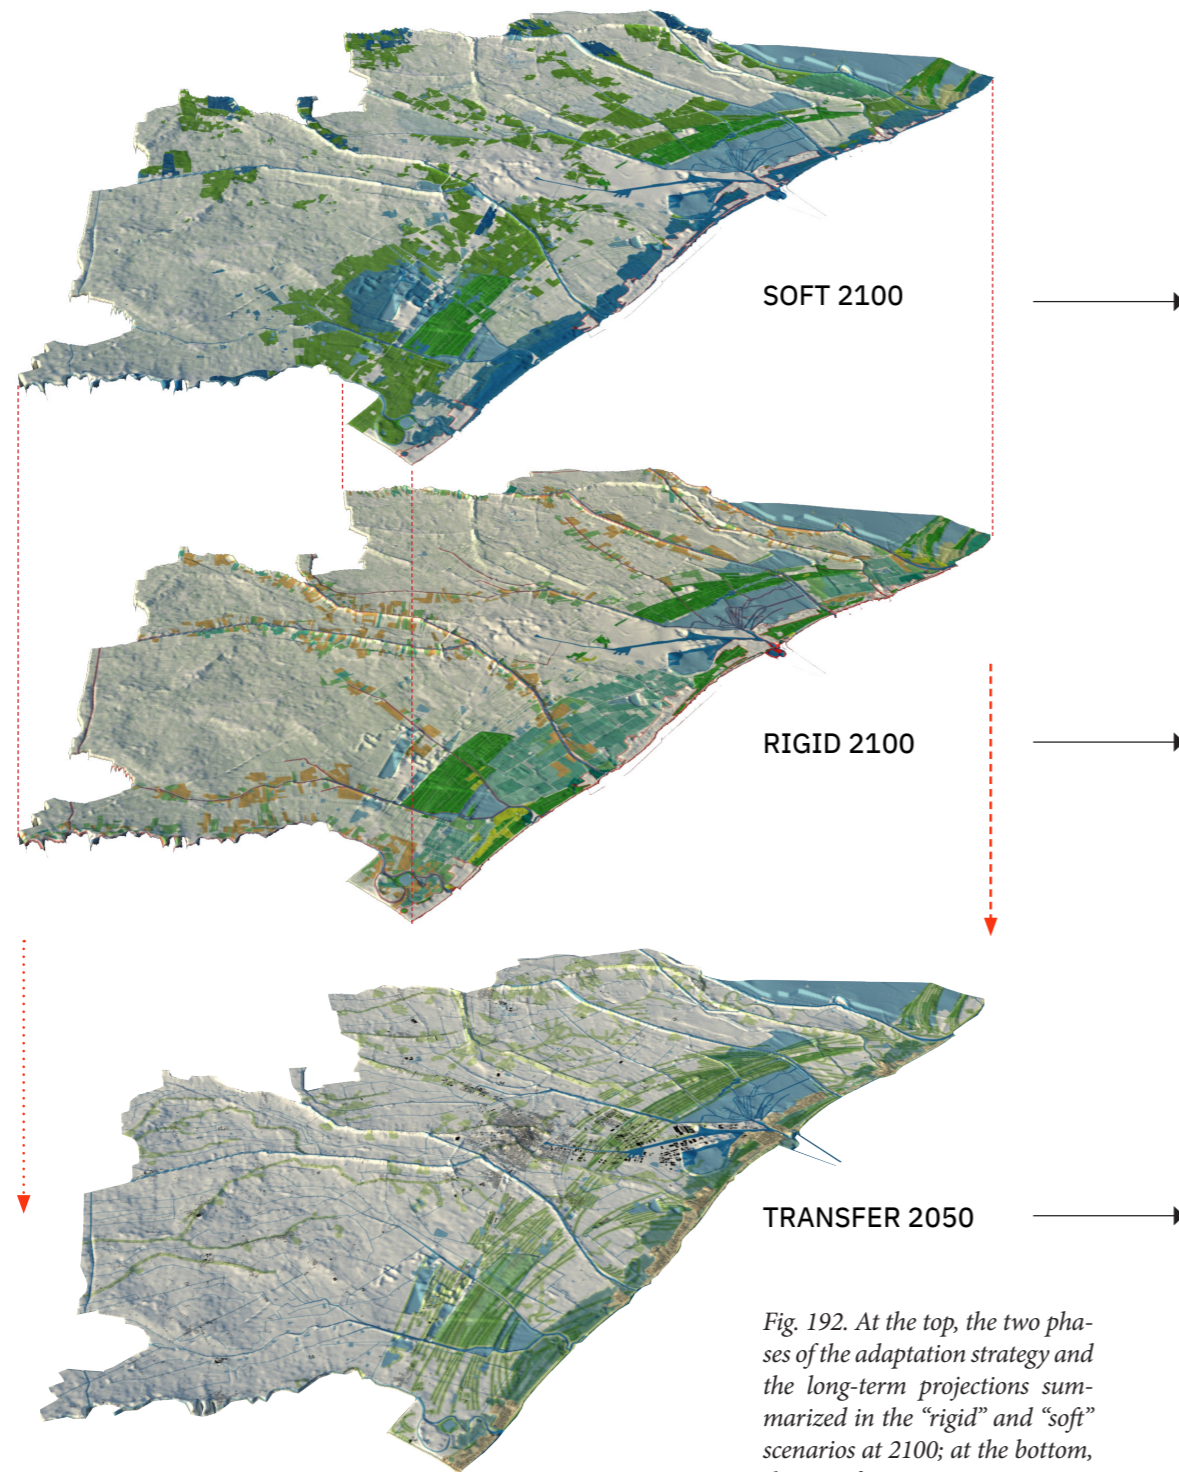 SOFT 2100
RIGID 2100
TRANSFER 2050
Fig. 192. At the top, the two pha-
ses of the adaptation strategy and
the long-term projections sum-
marized in the “rigid” and “soft”
scenarios at 2100; at the bottom,